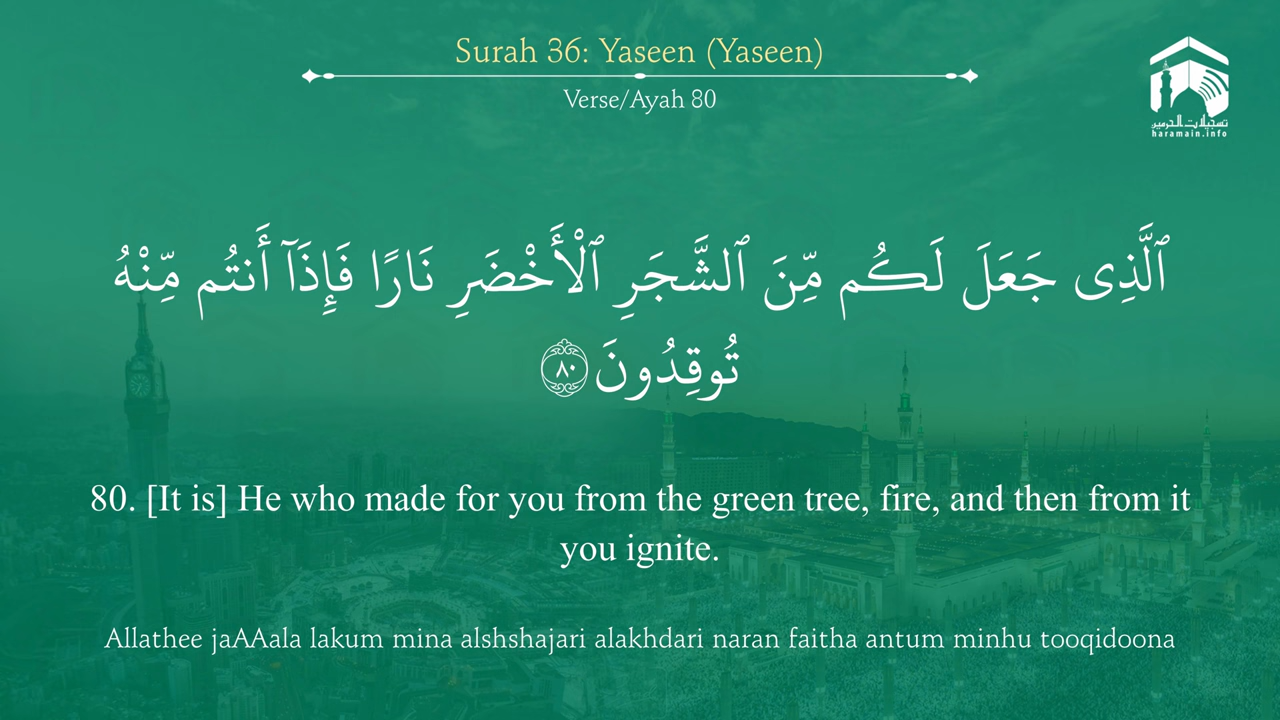 Surah 36: Yaseen (Yaseen)
Verse/Ayah 80
تسجيلات الحرمين
haramain.info
ٱلَّذِى جَعَلَ لَكُم مِّنَ ٱلشَّجَرِ ٱلْأَخْضَرِ نَارًا فَإِذَآ أَنتُم مِّنْهُ
تُوقِدُونَ ٨٠
80. [It is] He who made for you from the green tree, fire, and then from it
you ignite.
Allathee jaAAala lakum mina alshshajari alakhdari naran faitha antum minhu tooqidoona